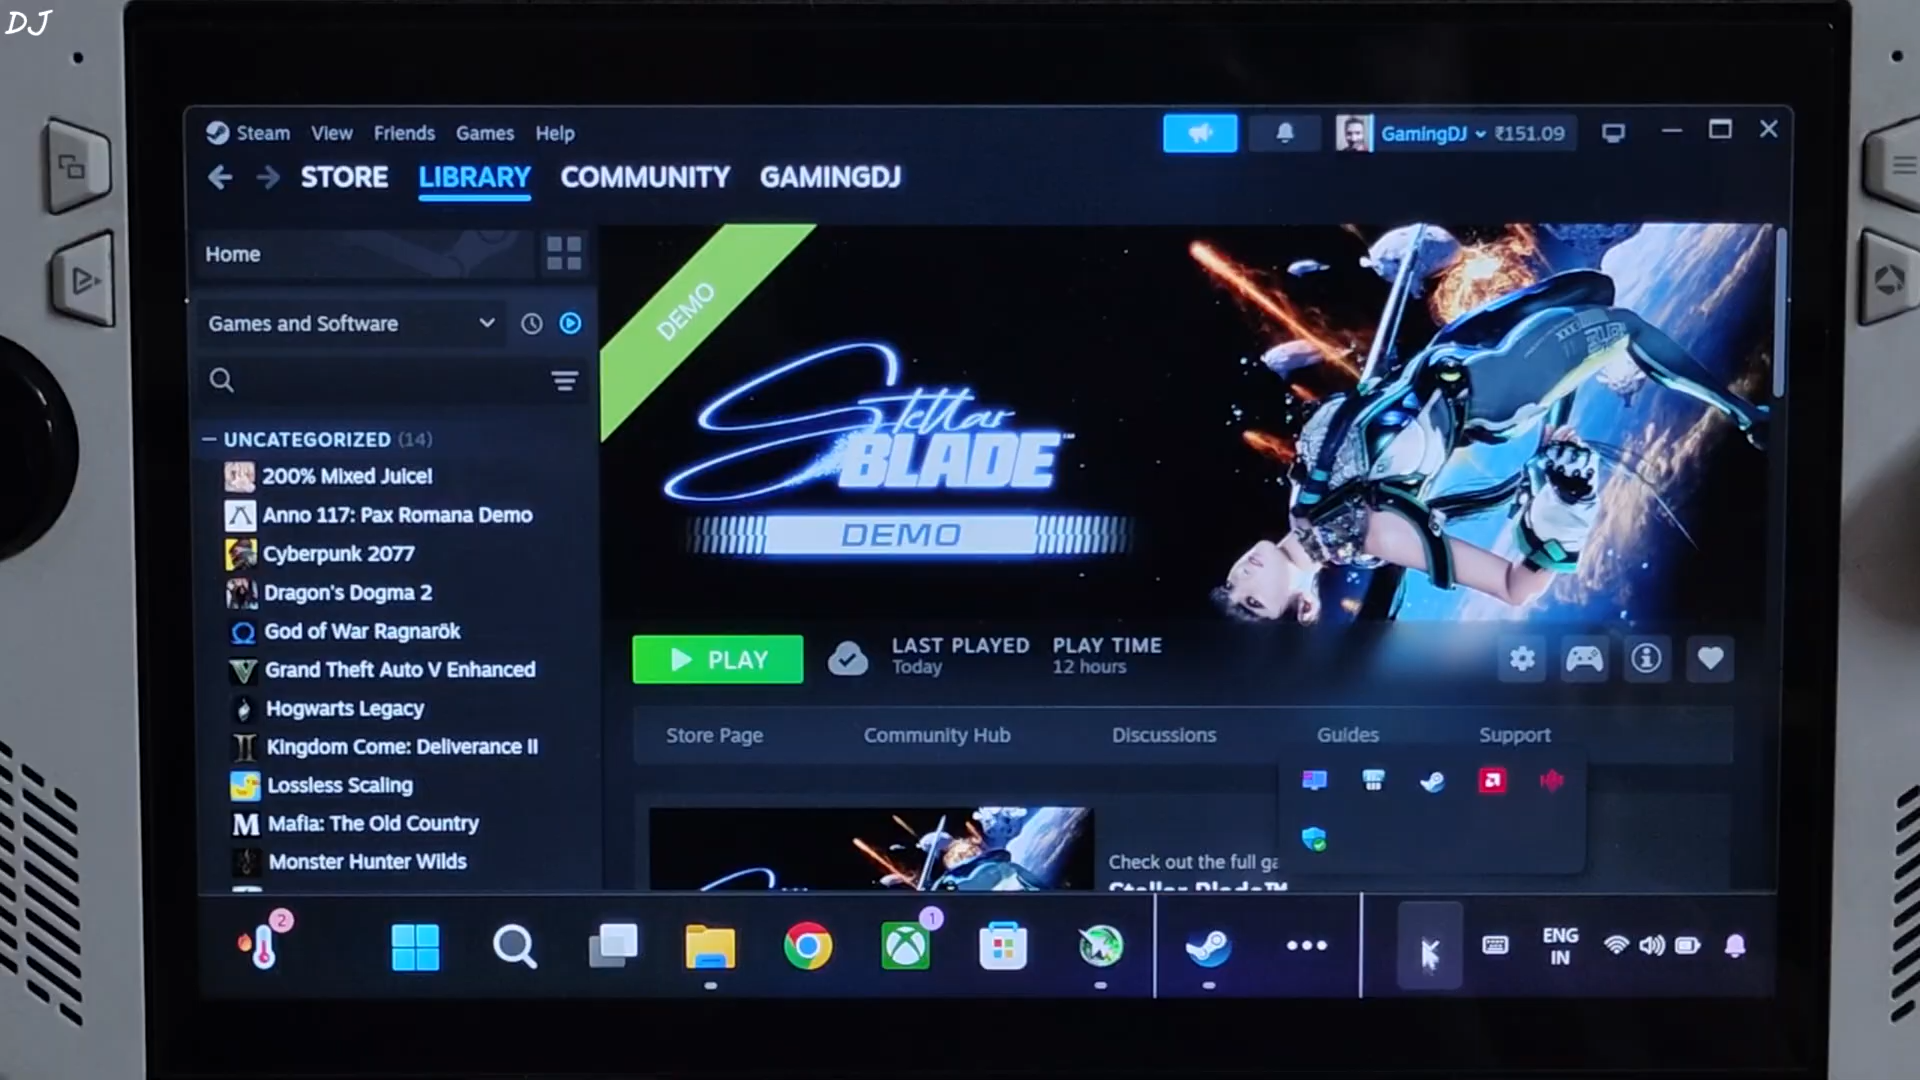 DJ
Steam View Friends Games Help
GamingDJ ₹151.09
STORE LIBRARY COMMUNITY GAMINGDJ
Home
Games and Software
UNCATEGORIZED (14)
200% Mixed Juice!
Anno 117: Pax Romana Demo
Cyberpunk 2077
Dragon's Dogma 2
God of War Ragnarök
Grand Theft Auto V Enhanced
Hogwarts Legacy
Kingdom Come: Deliverance II
Lossless Scaling
Mafia: The Old Country
Monster Hunter Wilds
DEMO
Stellar
BLADE™
DEMO
PLAY
LAST PLAYED
Today
PLAY TIME
12 hours
Store Page Community Hub Discussions Guides Support
Check out the full ga
Stellar Blade™
2
1
ENG
IN